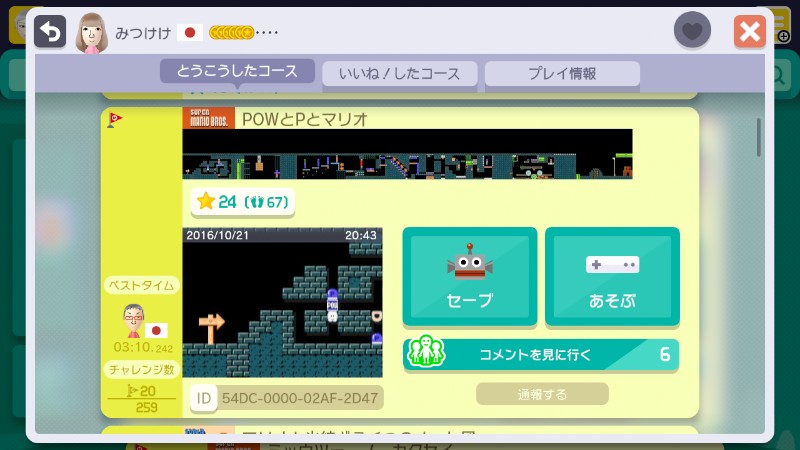 みつけけ
とうこうしたコース
いいね！したコース
プレイ情報
SUPER MARIO BROS.
POWとPとマリオ
24 (67)
2016/10/21 20:43
POW
ベストタイム
03:10.242
チャレンジ数
20
259
セーブ
あそぶ
コメントを見に行く 6
ID 54DC-0000-02AF-2D47
通報する